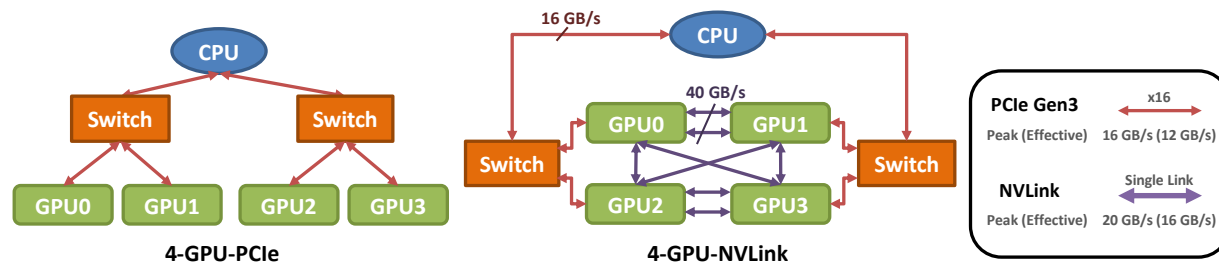 CPU
Switch
Switch
GPU0
GPU1
GPU2
GPU3
4-GPU-PCIe
16 GB/s
CPU
40 GB/s
GPU0
GPU1
Switch
Switch
GPU2
GPU3
4-GPU-NVLink
PCIe Gen3
x16
Peak (Effective)
16 GB/s (12 GB/s)
NVLink
Single Link
Peak (Effective)
20 GB/s (16 GB/s)